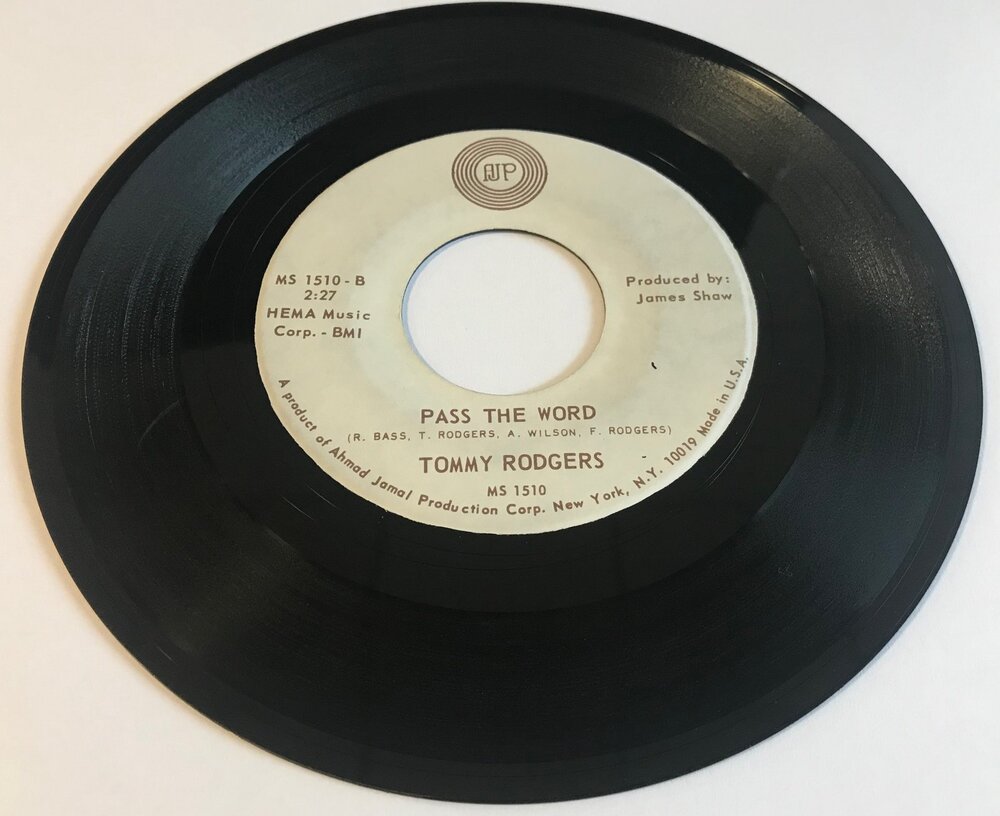 AJP
MS 1510 - B
2:27
HEMA Music
Corp. - BMI
Produced by:
James Shaw
PASS THE WORD
(R. BASS, T. RODGERS, A. WILSON, F. RODGERS)
TOMMY RODGERS
MS 1510
A product of Ahmad Jamal Production Corp. New York, N.Y. 10019 Made in U.S.A.